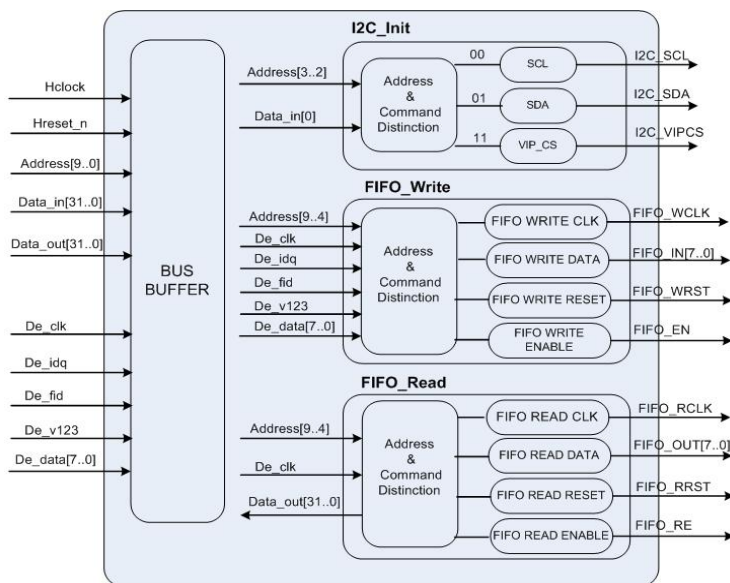 I2C_Init
Hclock
Hreset_n
Address[9..0]
Data_in[31..0]
Data_out[31..0]
De_clk
De_idq
De_fid
De_v123
De_data[7..0]
BUS
BUFFER
Address[3..2]
Data_in[0]
Address
&
Command
Distinction
00
SCL
I2C_SCL
01
SDA
I2C_SDA
11
VIP_CS
I2C_VIPCS
FIFO_Write
Address[9..4]
De_clk
De_idq
De_fid
De_v123
De_data[7..0]
Address
&
Command
Distinction
FIFO WRITE CLK
FIFO_WCLK
FIFO WRITE DATA
FIFO_IN[7..0]
FIFO WRITE RESET
FIFO_WRST
FIFO WRITE
ENABLE
FIFO_EN
FIFO_Read
Address[9..4]
De_clk
Data_out[31..0]
Address
&
Command
Distinction
FIFO READ CLK
FIFO_RCLK
FIFO READ DATA
FIFO_OUT[7..0]
FIFO READ RESET
FIFO_RRST
FIFO READ ENABLE
FIFO_RE